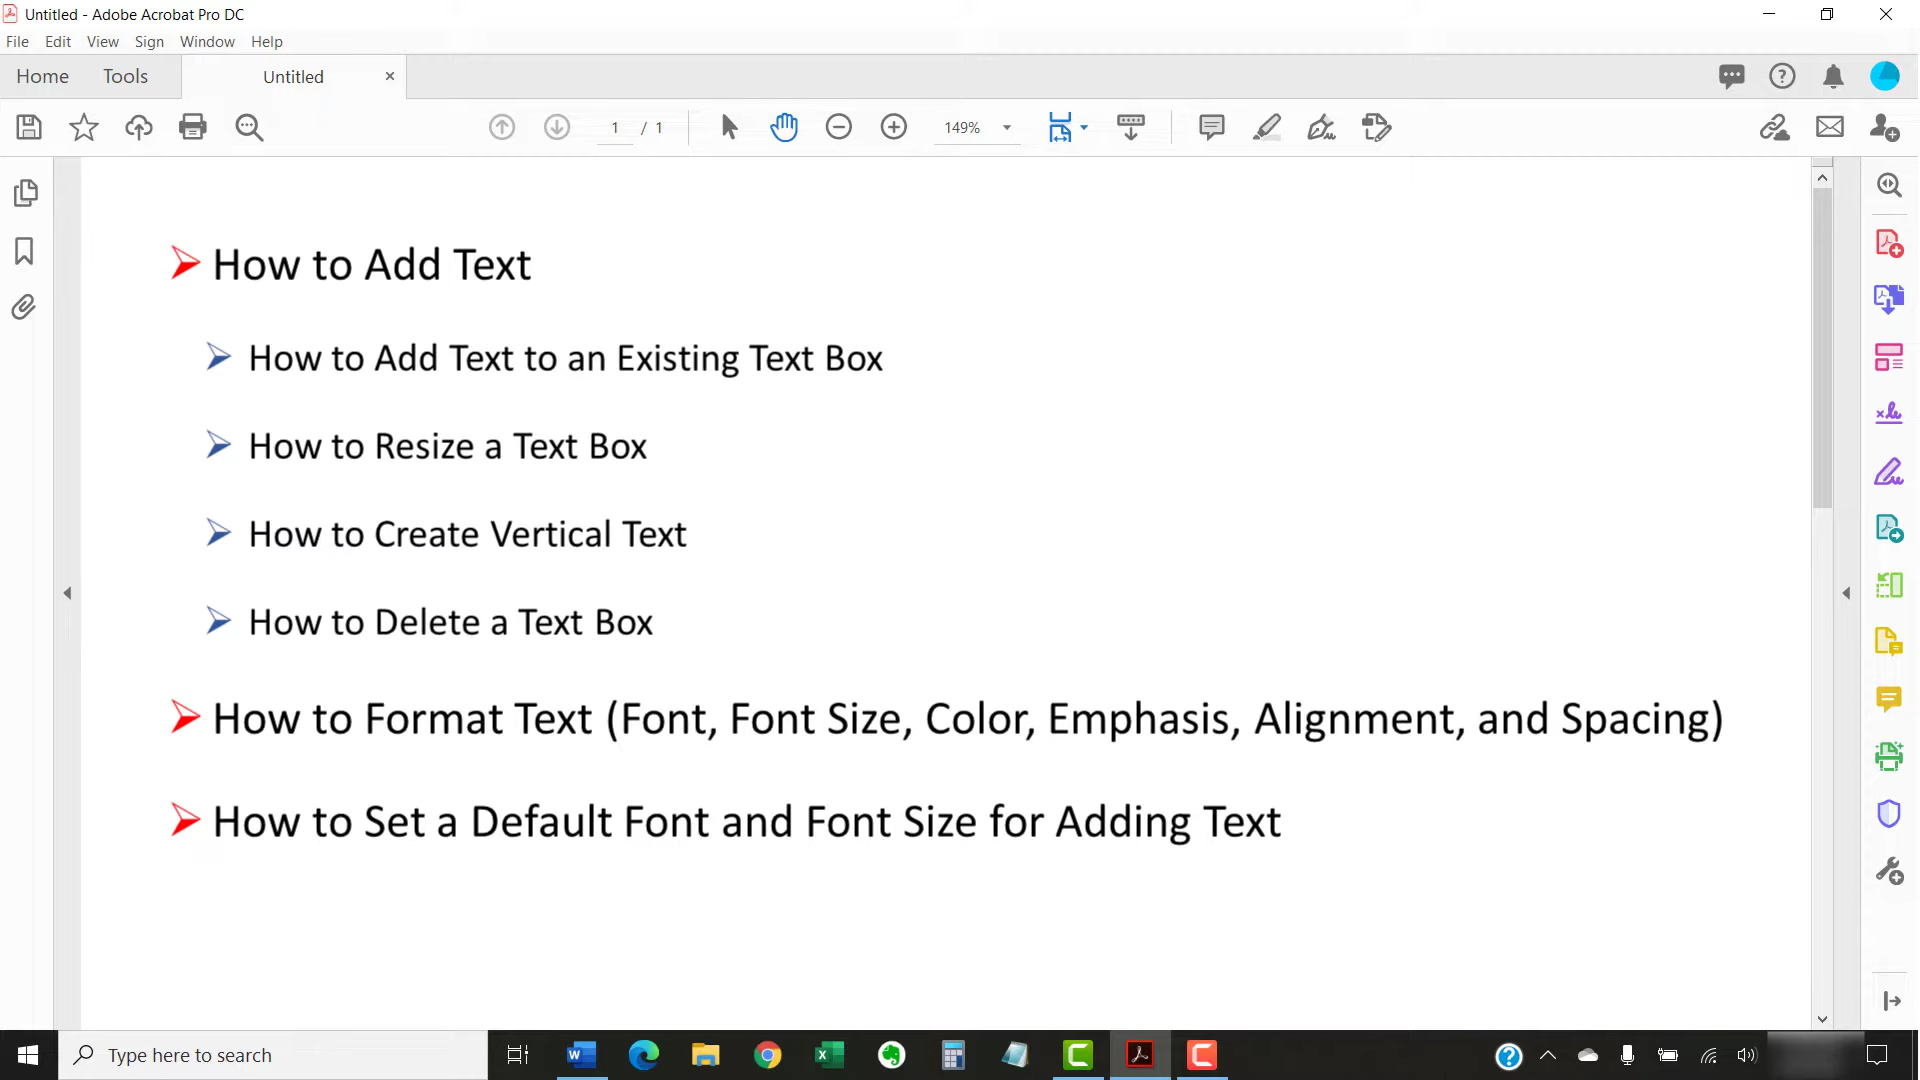 Untitled - Adobe Acrobat Pro DC
File Edit View Sign Window Help
Home Tools Untitled
1 / 1 149%
How to Add Text
How to Add Text to an Existing Text Box
How to Resize a Text Box
How to Create Vertical Text
How to Delete a Text Box
How to Format Text (Font, Font Size, Color, Emphasis, Alignment, and Spacing)
How to Set a Default Font and Font Size for Adding Text
Type here to search